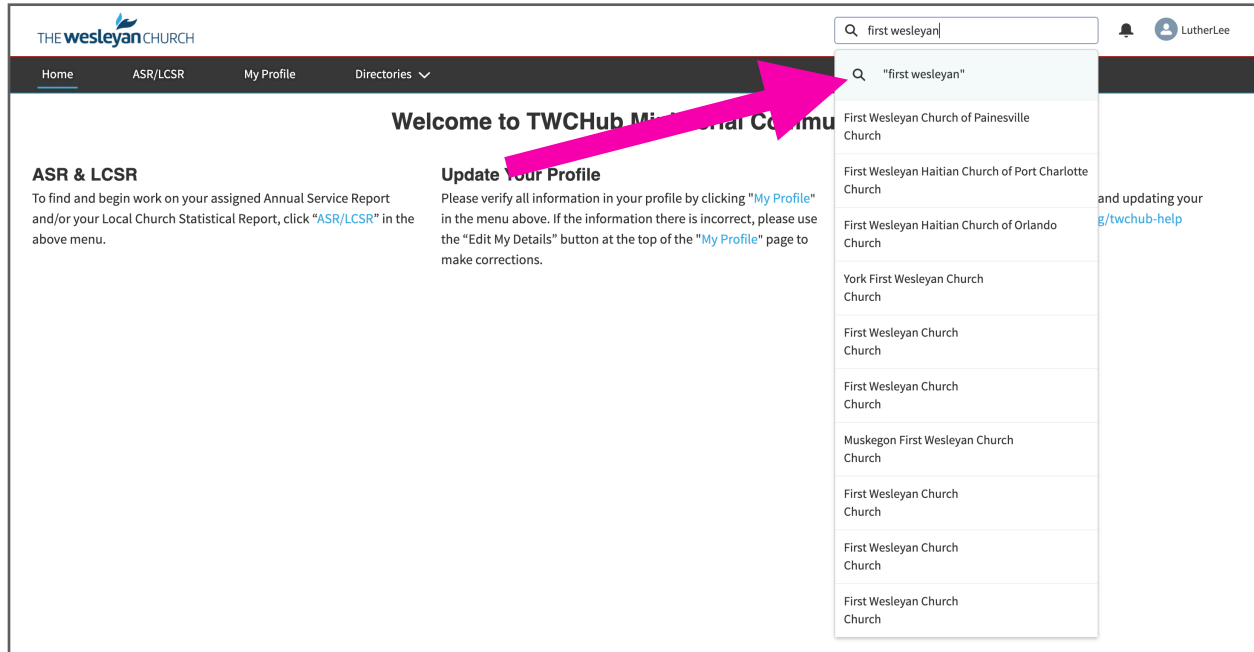 THE wesleyan CHURCH
first wesleyan
LutherLee
Home
ASR/LCSR
My Profile
Directories
"first wesleyan"
Welcome to TWCHub
ASR & LCSR
To find and begin work on your assigned Annual Service Report
and/or your Local Church Statistical Report, click “ASR/LCSR” in the
above menu.
Update Your Profile
Please verify all information in your profile by clicking "My Profile"
in the menu above. If the information there is incorrect, please use
the “Edit My Details” button at the top of the "My Profile" page to
make corrections.
and updating your
g/twchub-help
First Wesleyan Church of Painesville
Church
First Wesleyan Haitian Church of Port Charlotte
Church
First Wesleyan Haitian Church of Orlando
Church
York First Wesleyan Church
Church
First Wesleyan Church
Church
First Wesleyan Church
Church
Muskegon First Wesleyan Church
Church
First Wesleyan Church
Church
First Wesleyan Church
Church
First Wesleyan Church
Church